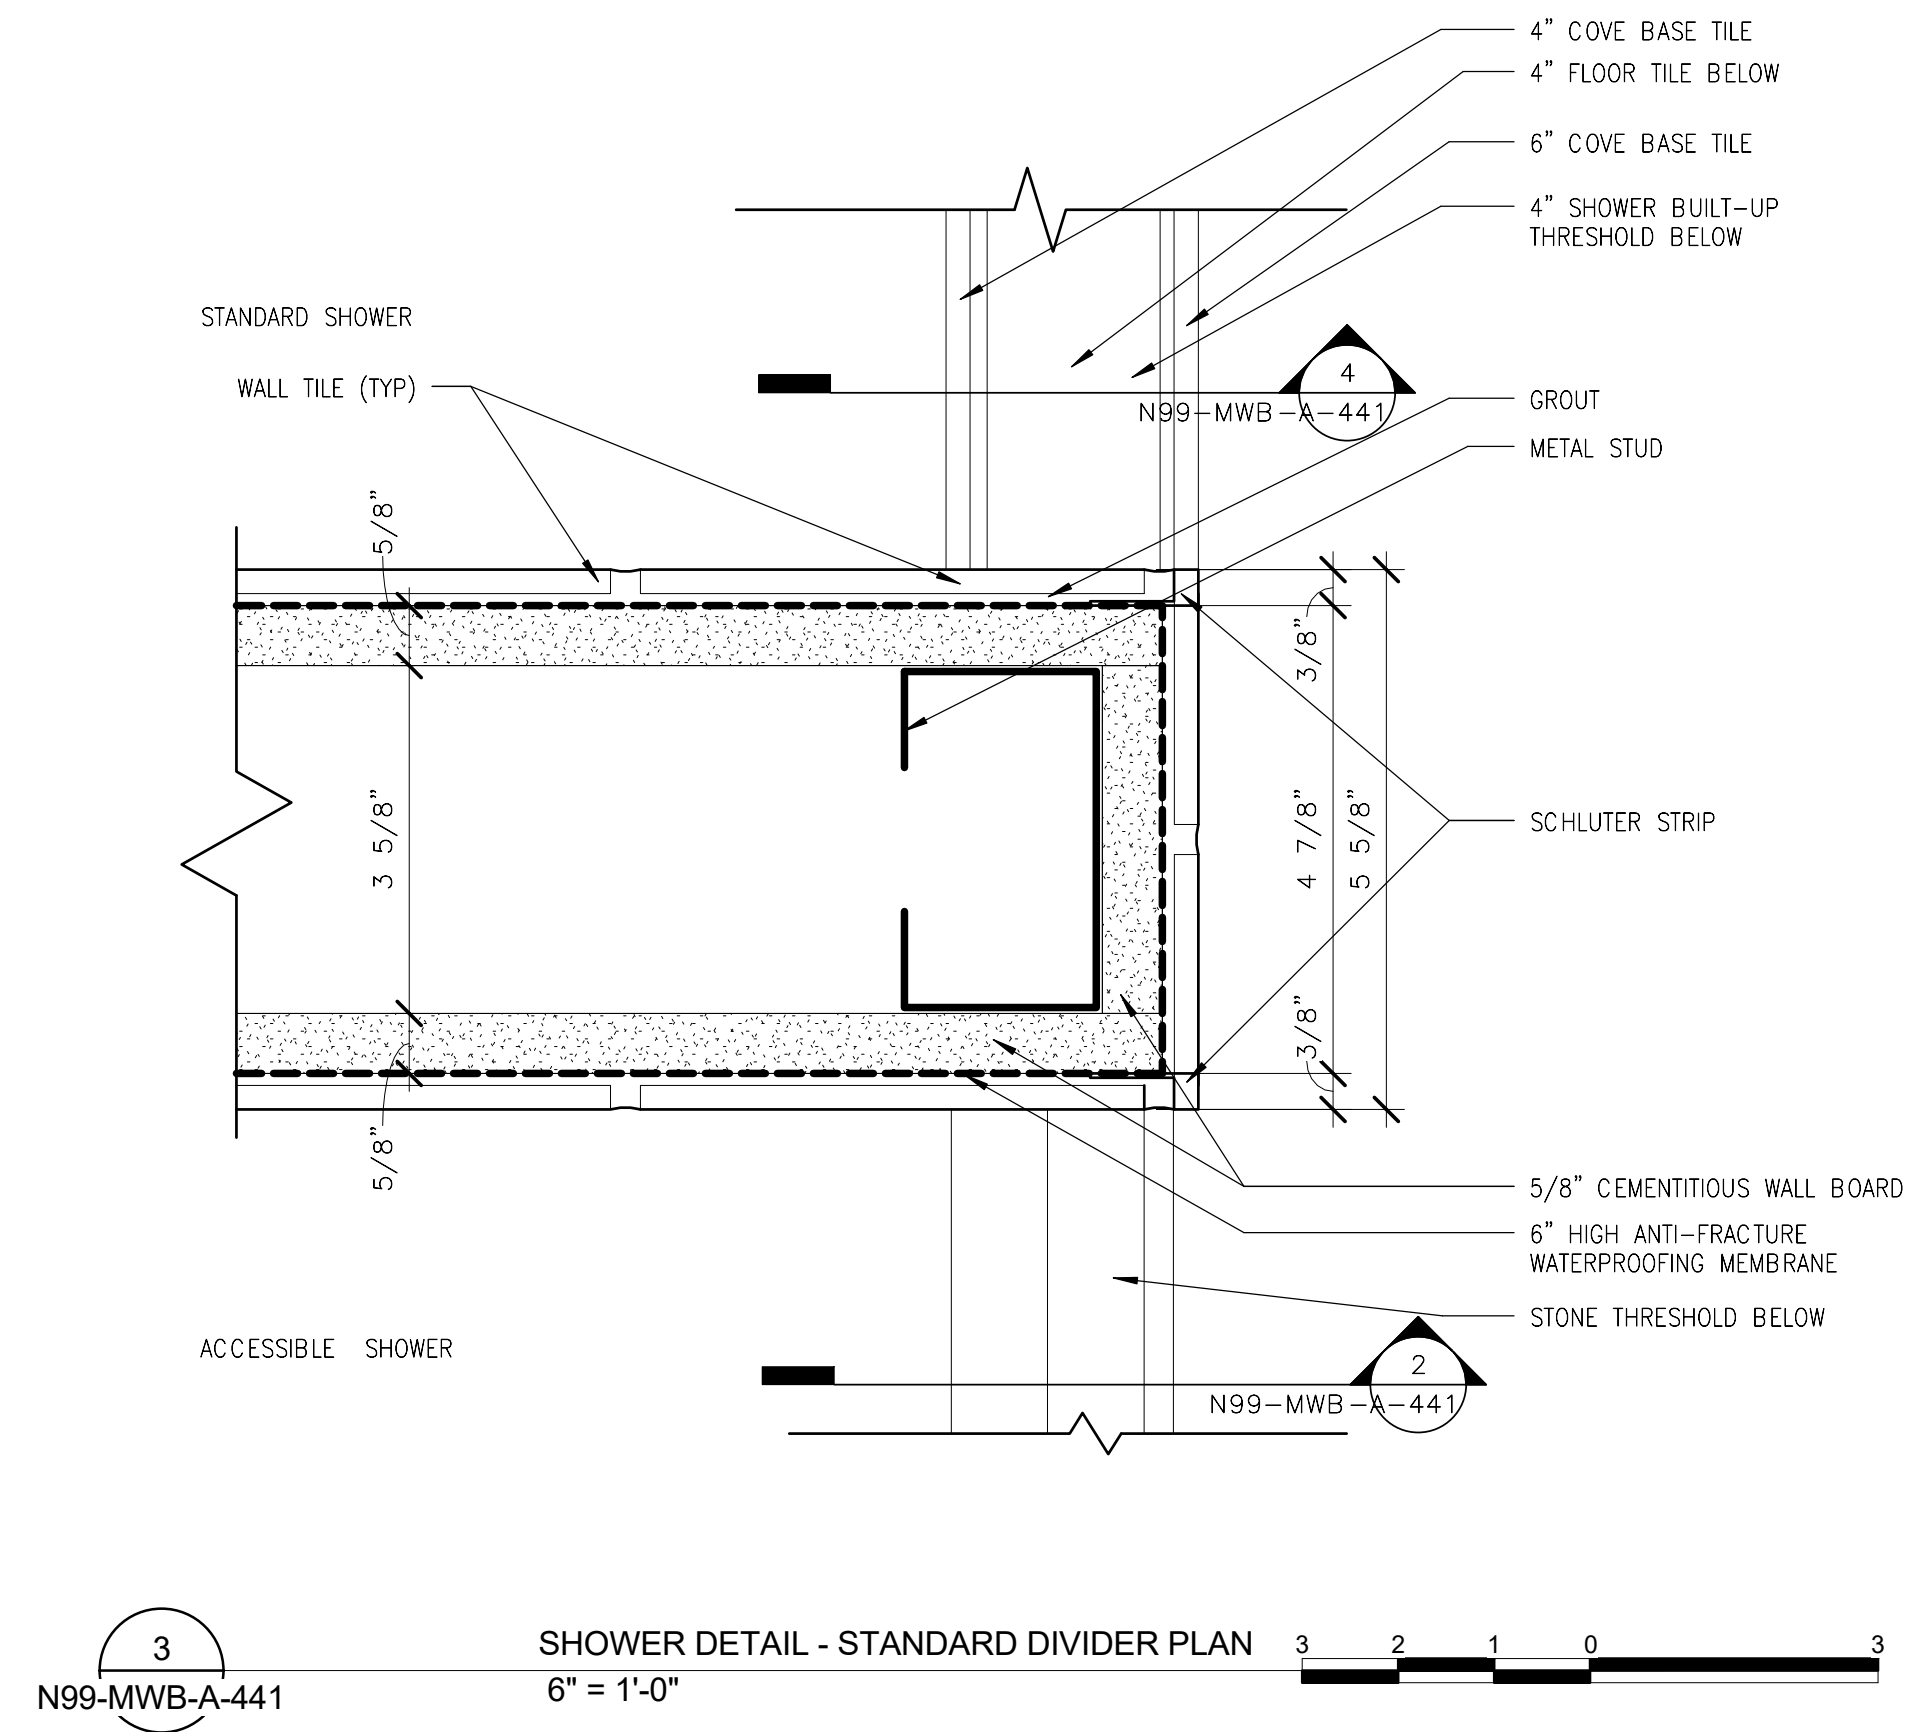 4” COVE BASE TILE
4” FLOOR TILE BELOW
6” COVE BASE TILE
4” SHOWER BUILT-UP
THRESHOLD BELOW
STANDARD SHOWER
WALL TILE (TYP)
4
N99-MWB-A-441
GROUT
METAL STUD
5/8”
3/8”
3 5/8”
4 7/8”
5 5/8”
SCHLUTER STRIP
3/8”
5/8”
5/8” CEMENTITIOUS WALL BOARD
6” HIGH ANTI-FRACTURE
WATERPROOFING MEMBRANE
STONE THRESHOLD BELOW
ACCESSIBLE SHOWER
2
N99-MWB-A-441
3
N99-MWB-A-441
SHOWER DETAIL - STANDARD DIVIDER PLAN
6" = 1'-0"
3 2 1 0 3